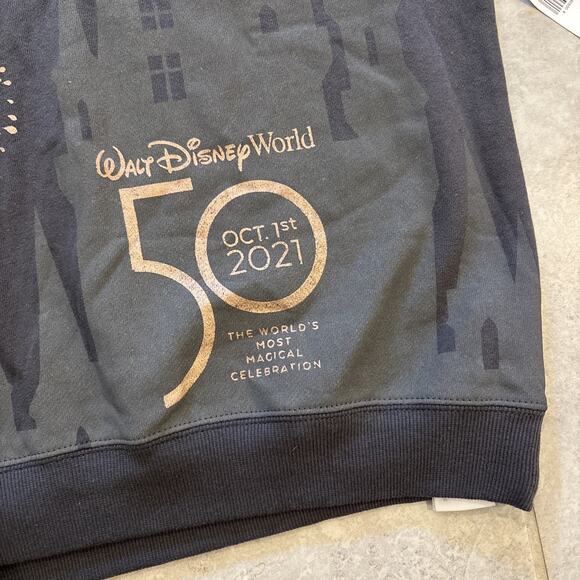 WALT DISNEY World
50
OCT. 1st
2021
THE WORLD'S
MOST
MAGICAL
CELEBRATION